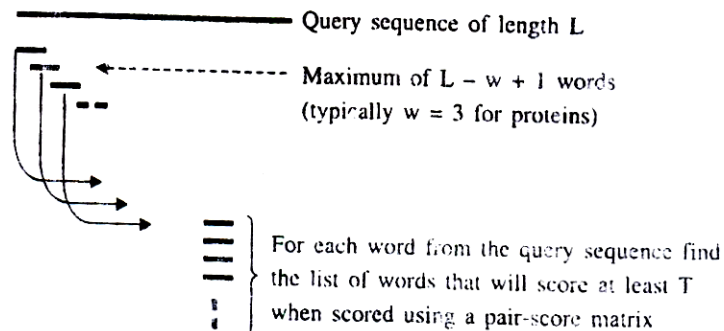 Query sequence of length L
Maximum of L – w + 1 words
(typically w = 3 for proteins)
For each word from the query sequence find
the list of words that will score at least T
when scored using a pair-score matrix